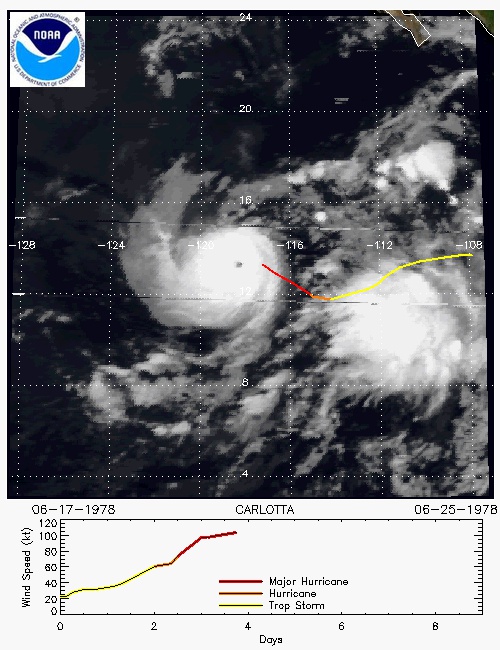 24
NATIONAL OCEANIC AND ATMOSPHERIC ADMINISTRATION
NOAA
U.S. DEPARTMENT OF COMMERCE
20
16
-128 -124 -120 -116 -112 -108
12
8
4
06-17-1978 CARLOTTA 06-25-1978
Wind Speed (kt)
120
100
80
60
40
20
0
Major Hurricane
Hurricane
Trop Storm
0 2 4 6 8
Days